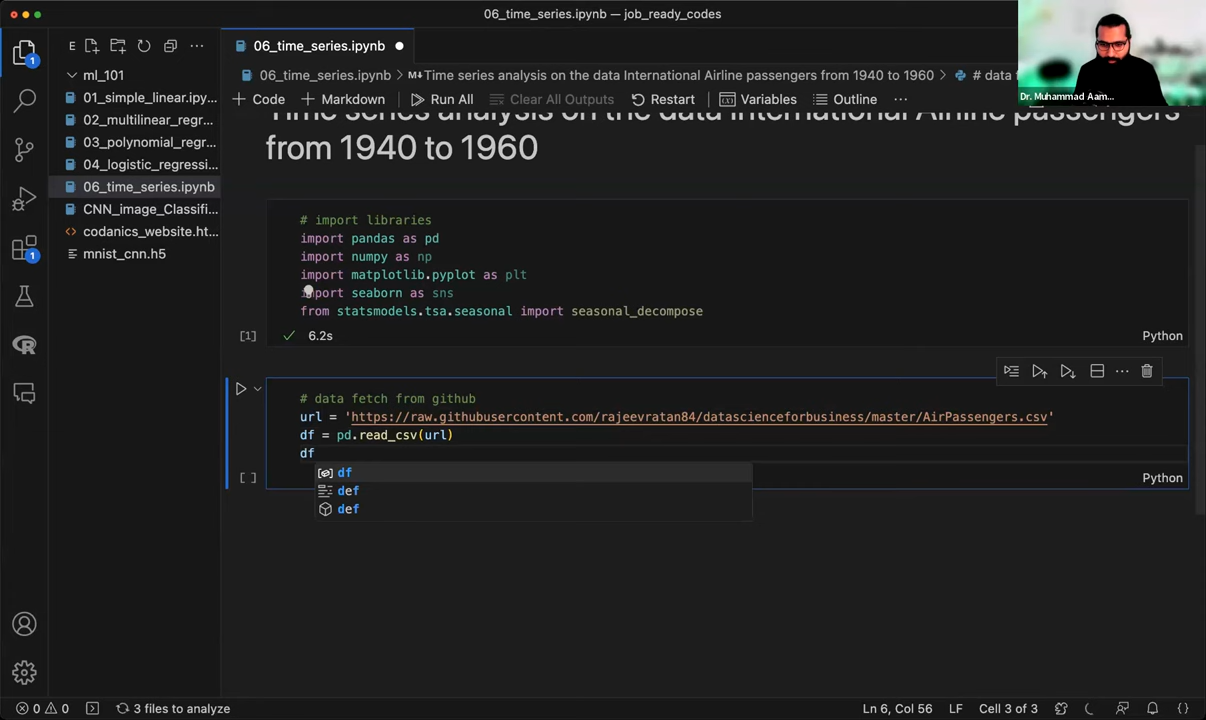 06_time_series.ipynb — job_ready_codes
E
06_time_series.ipynb
ml_101
01_simple_linear.ipy...
02_multilinear_regr...
03_polynomial_regr...
04_logistic_regressi...
06_time_series.ipynb
CNN_image_Classifi...
codanics_website.ht...
mnist_cnn.h5
1
1
06_time_series.ipynb > M↓Time series analysis on the data International Airline passengers from 1940 to 1960 > # data f
+ Code + Markdown Run All Clear All Outputs Restart Variables Outline ...
Dr. Muhammad Aam...
Time series analysis on the data International Airline passengers
from 1940 to 1960
# import libraries
import pandas as pd
import numpy as np
import matplotlib.pyplot as plt
import seaborn as sns
from statsmodels.tsa.seasonal import seasonal_decompose
[1] ✓ 6.2s Python
# data fetch from github
url = 'https://raw.githubusercontent.com/rajeevratan84/datascienceforbusiness/master/AirPassengers.csv'
df = pd.read_csv(url)
df
df
def
def
[ ] Python
0 0 3 files to analyze Ln 6, Col 56 LF Cell 3 of 3